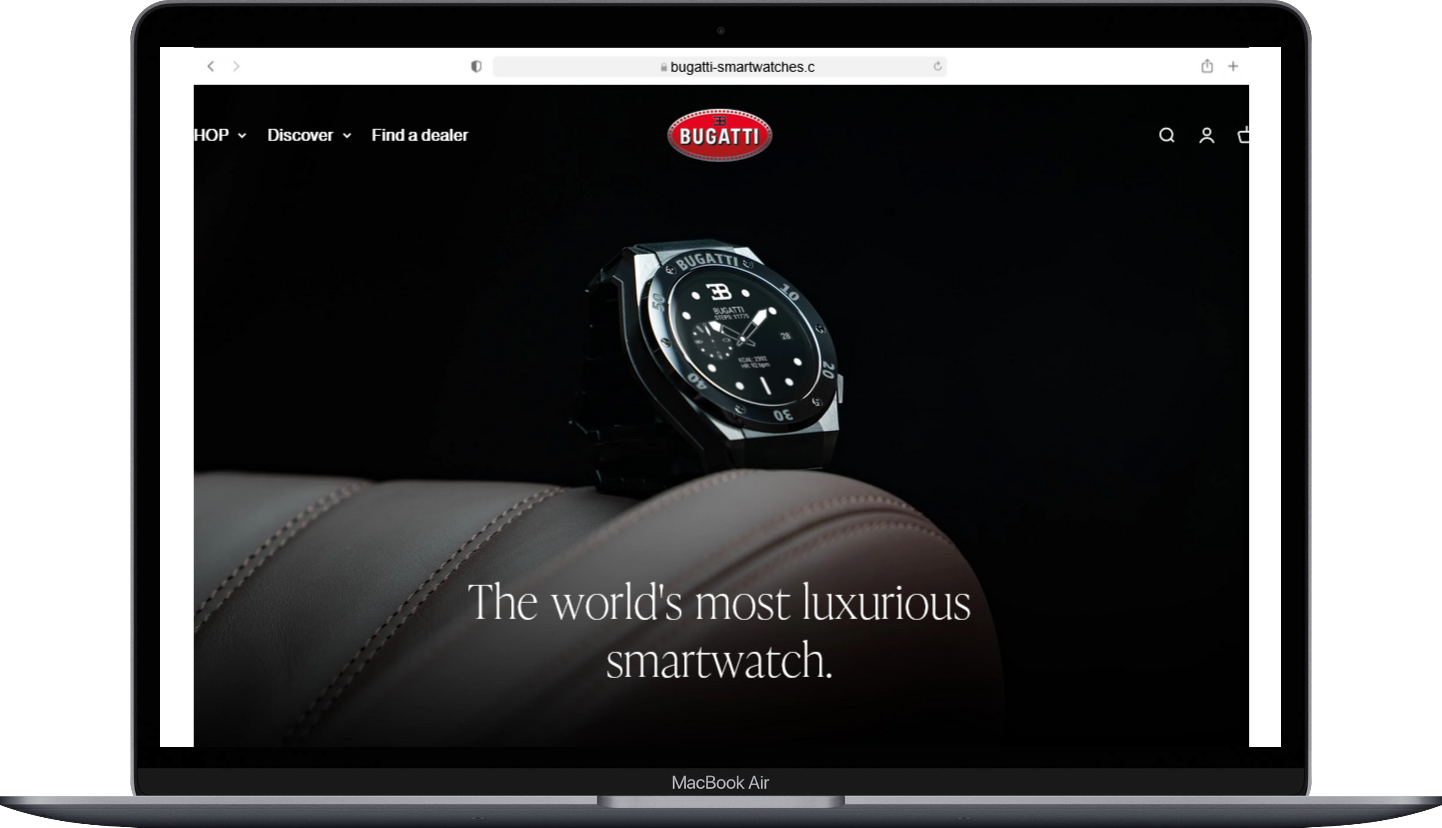 bugatti-smartwatches.c
HOP
Discover
Find a dealer
BUGATTI
BUGATTI
50
10
BUGATTI
STEPS: 11775
28
KCAL: 2392
HR: 92 bpm
20
40
30
The world's most luxurious
smartwatch.
MacBook Air